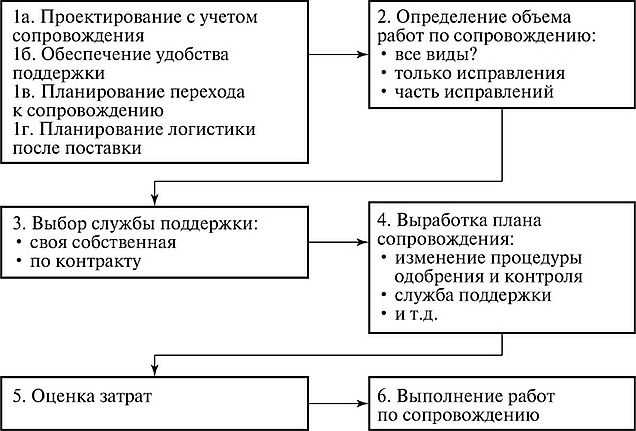 1а. Проектирование с учетом
сопровождения
1б. Обеспечение удобства
поддержки
1в. Планирование перехода
к сопровождению
1г. Планирование логистики
после поставки
2. Определение объема
работ по сопровождению:
• все виды?
• только исправления
• часть исправлений
3. Выбор службы поддержки:
• своя собственная
• по контракту
4. Выработка плана
сопровождения:
• изменение процедуры
одобрения и контроля
• служба поддержки
• и т.д.
5. Оценка затрат
6. Выполнение работ
по сопровождению